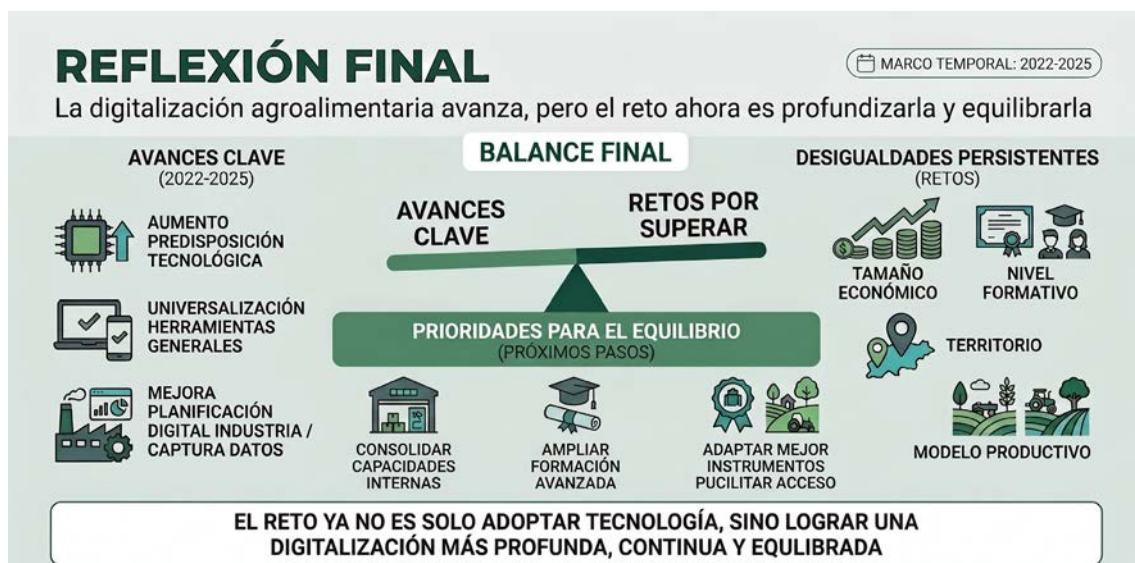 REFLEXIÓN FINAL
MARCO TEMPORAL: 2022-2025
La digitalización agroalimentaria avanza, pero el reto ahora es profundizarla y equilibrarla
AVANCES CLAVE
(2022-2025)
AUMENTO
PREDISPOSICIÓN
TECNOLÓGICA
UNIVERSALIZACIÓN
HERRAMIENTAS
GENERALES
MEJORA
PLANIFICACIÓN
DIGITAL INDUSTRIA /
CAPTURA DATOS
BALANCE FINAL
AVANCES
CLAVE
RETOS POR
SUPERAR
PRIORIDADES PARA EL EQUILIBRIO
(PRÓXIMOS PASOS)
CONSOLIDAR
CAPACIDADES
INTERNAS
AMPLIAR
FORMACIÓN
AVANZADA
ADAPTAR MEJOR
INSTRUMENTOS
PUCILITAR ACCESO
DESIGUALDADES PERSISTENTES
(RETOS)
TAMAÑO
ECONÓMICO
NIVEL
FORMATIVO
TERRITORIO
MODELO PRODUCTIVO
EL RETO YA NO ES SOLO ADOPTAR TECNOLOGÍA, SINO LOGRAR UNA
DIGITALIZACIÓN MÁS PROFUNDA, CONTINUA Y EQULIBRADA